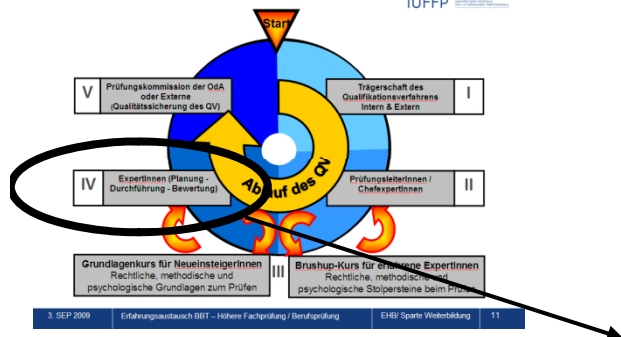 IUFFP
Start
V
Prüfungskommission der OdA
oder Externe
(Qualitätssicherung des QV)
Trägerschaft des
Qualifikationsverfahrens
Intern & Extern
I
IV
ExpertInnen (Planung -
Durchführung - Bewertung)
Ablauf des QV
PrüfungsleiterInnen /
ChefexpertInnen
II
Grundlagenkurs für NeueinsteigerInnen
Rechtliche, methodische und
psychologische Grundlagen zum Prüfen
III
Brushup-Kurs für erfahrene ExpertInnen
Rechtliche, methodische und
psychologische Stolpersteine beim Prüfen
3. SEP 2009
Erfahrungsaustausch BBT – Höhere Fachprüfung / Berufsprüfung
EHB/ Sparte Weiterbildung
11